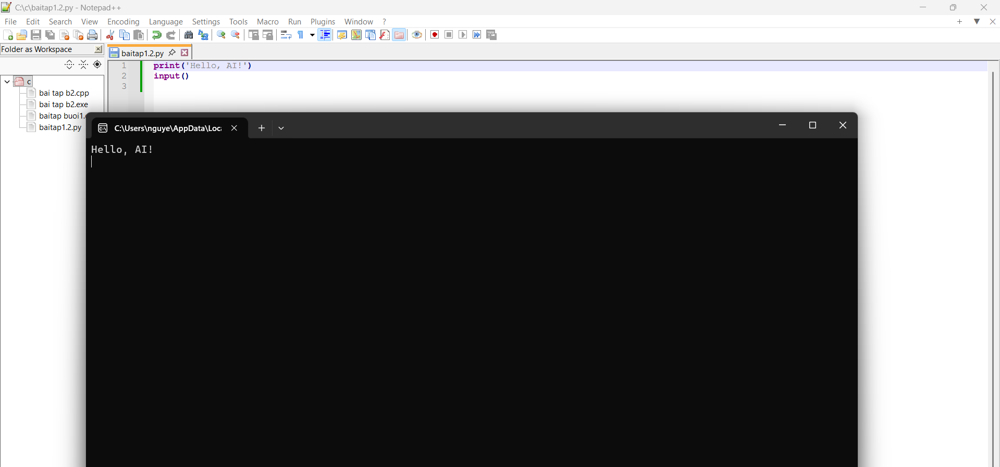 C:\c\baitap1.2.py - Notepad++
File Edit Search View Encoding Language Settings Tools Macro Run Plugins Window ?
Folder as Workspace
baitap1.2.py
c
bai tap b2.cpp
bai tap b2.exe
baitap buoi1.
baitap1.2.py
1 print('Hello, AI!')
2 input()
3
C:\Users\nguye\AppData\Loc
Hello, AI!